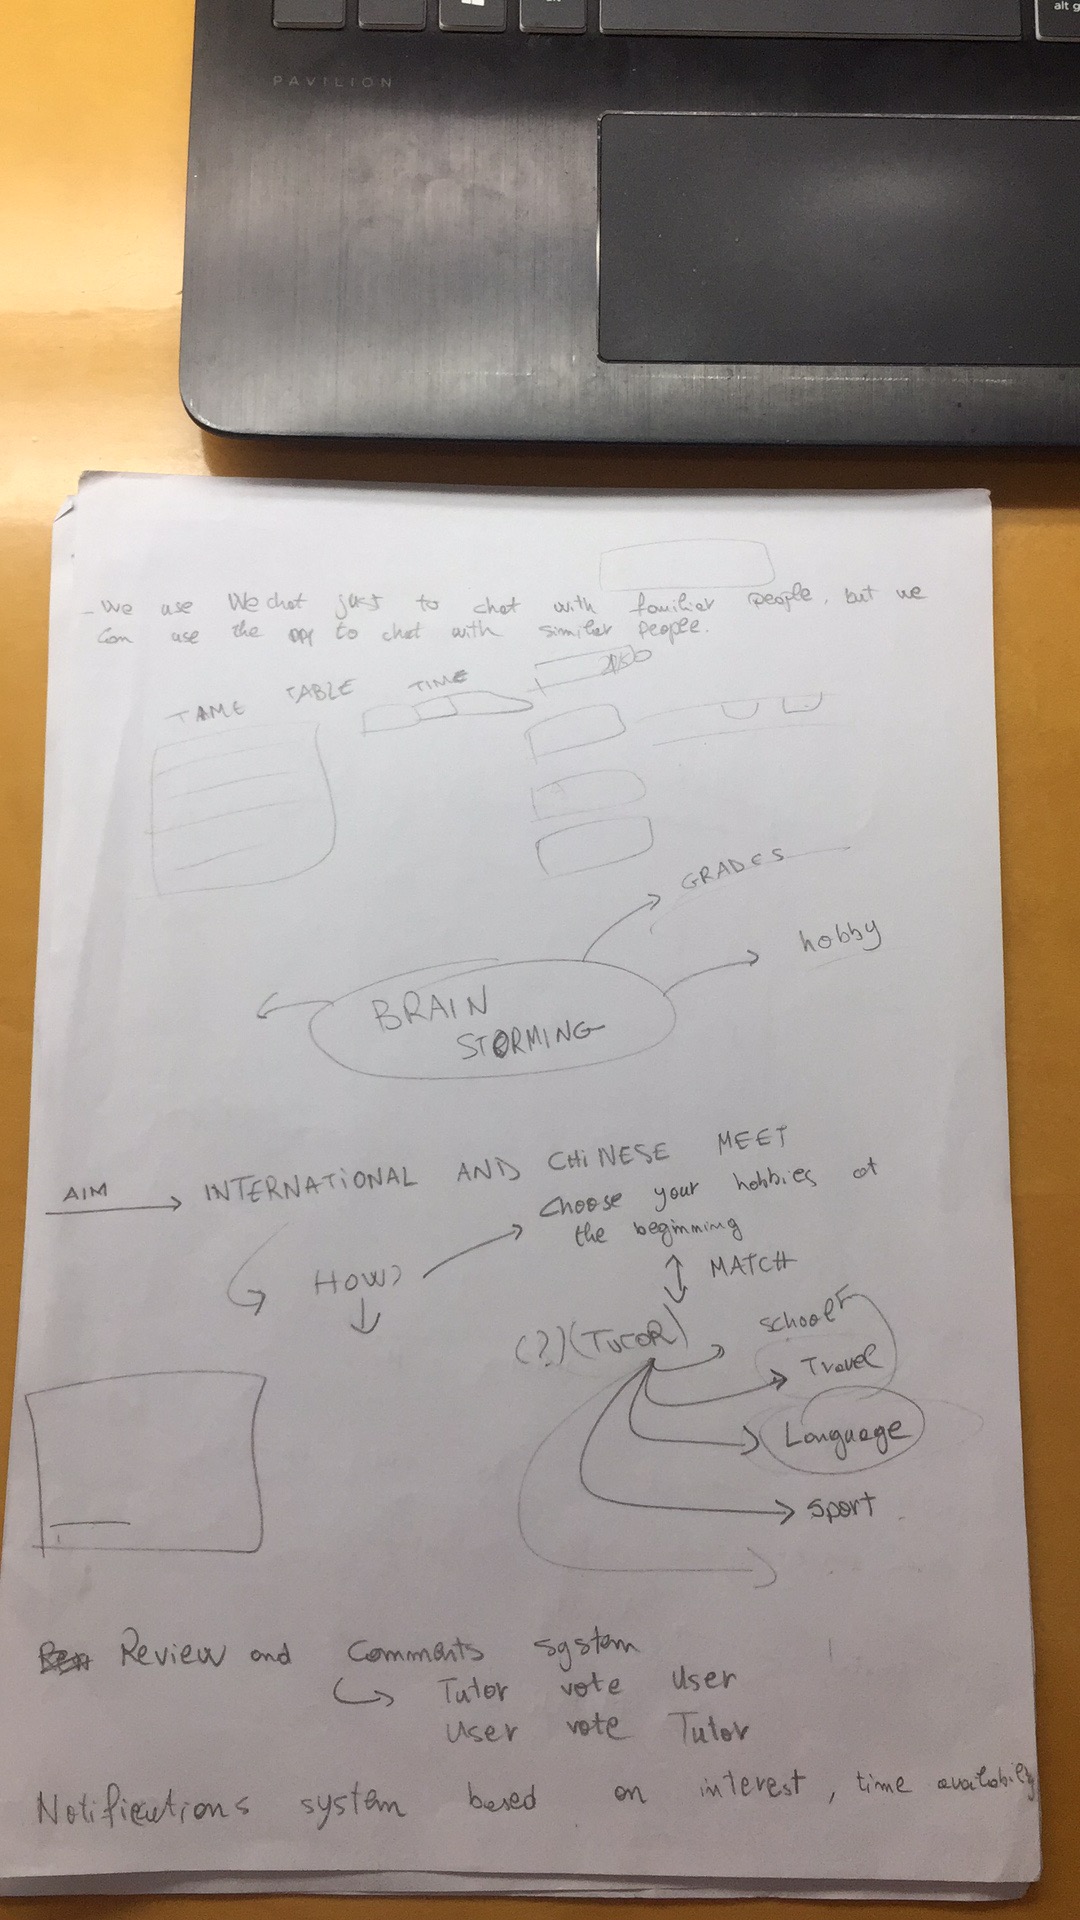 alt g
PAVILION
- We use Wechat just to chat with familier people, but we
Can use the app to chat with similar people.
TAME TABLE TIME
GRADES
hobby
BRAIN
STORMING
AIM
INTERNATIONAL AND CHINESE MEET
Choose your hobbies at
the beginning
HOW?
MATCH
(?) (TUTOR)
school
Travel
Language
Sport
Review and Comments system
Tutor vote User
User vote Tutor
Notifications system based on interest, time availability